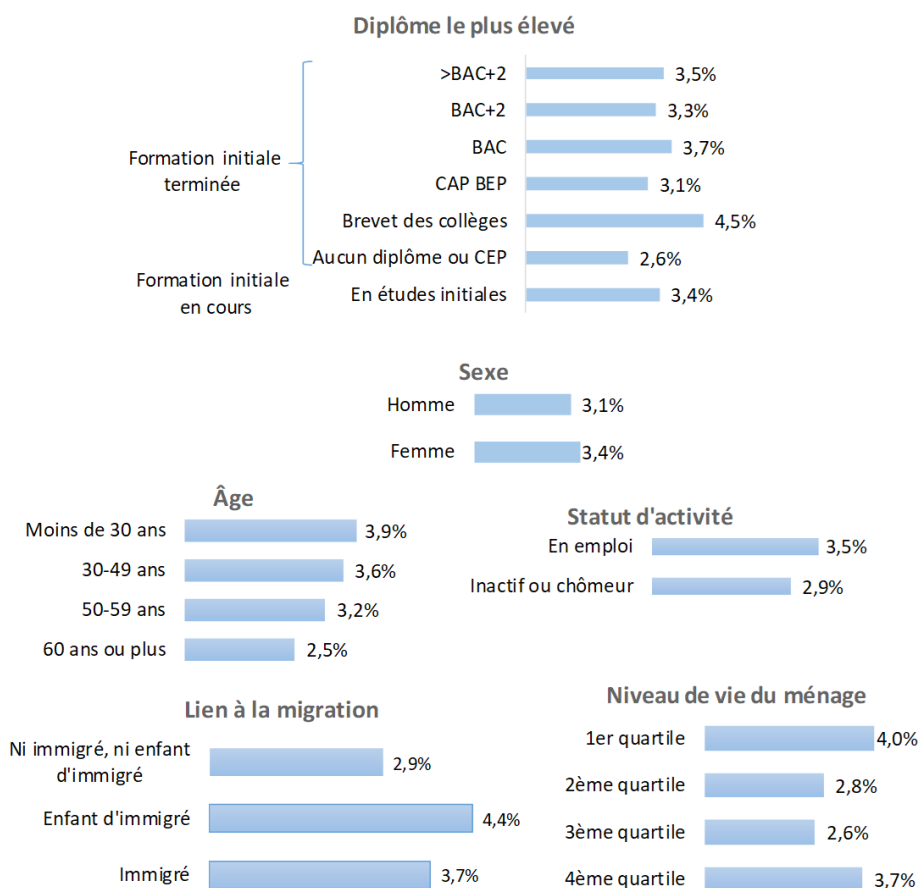 Diplôme le plus élevé
>BAC+2 3,5%
BAC+2 3,3%
BAC 3,7%
Formation initiale
terminée
CAP BEP 3,1%
Brevet des collèges 4,5%
Aucun diplôme ou CEP 2,6%
Formation initiale
en cours
En études initiales 3,4%
Sexe
Homme 3,1%
Femme 3,4%
Âge
Moins de 30 ans 3,9%
30-49 ans 3,6%
50-59 ans 3,2%
60 ans ou plus 2,5%
Statut d'activité
En emploi 3,5%
Inactif ou chômeur 2,9%
Lien à la migration
Ni immigré, ni enfant
d'immigré 2,9%
Enfant d'immigré 4,4%
Immigré 3,7%
Niveau de vie du ménage
1er quartile 4,0%
2ème quartile 2,8%
3ème quartile 2,6%
4ème quartile 3,7%